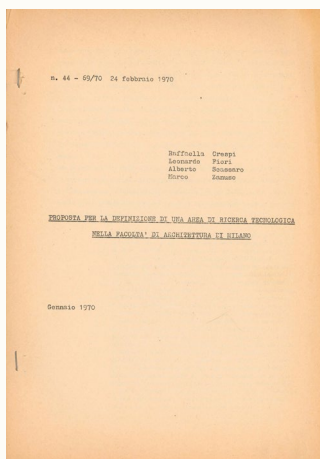 n. 44 - 69/70 24 febbraio 1970
Raffaella Crespi
Leonardo Fiori
Alberto Scassaro
Marco Zanuso
PROPOSTA PER LA DEFINIZIONE DI UNA AREA DI RICERCA TECNOLOGICA
NELLA FACOLTA' DI ARCHITETTURA DI MILANO
Gennaio 1970